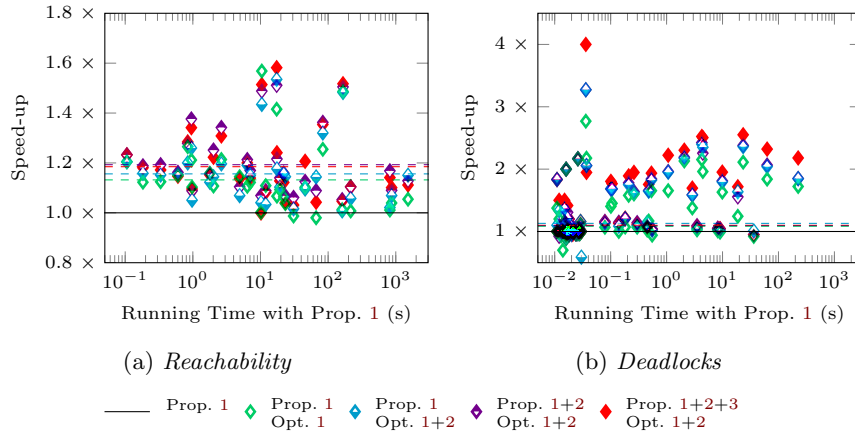 1.8 ×
1.6 ×
1.4 ×
1.2 ×
1.0 ×
0.8 ×
Speed-up
10⁻¹ 10⁰ 10¹ 10² 10³
Running Time with Prop. 1 (s)
(a) Reachability
4 ×
3 ×
2 ×
1 ×
Speed-up
10⁻² 10⁻¹ 10⁰ 10¹ 10² 10³
Running Time with Prop. 1 (s)
(b) Deadlocks
Prop. 1
Prop. 1
Opt. 1
Prop. 1
Opt. 1+2
Prop. 1+2
Opt. 1+2
Prop. 1+2+3
Opt. 1+2